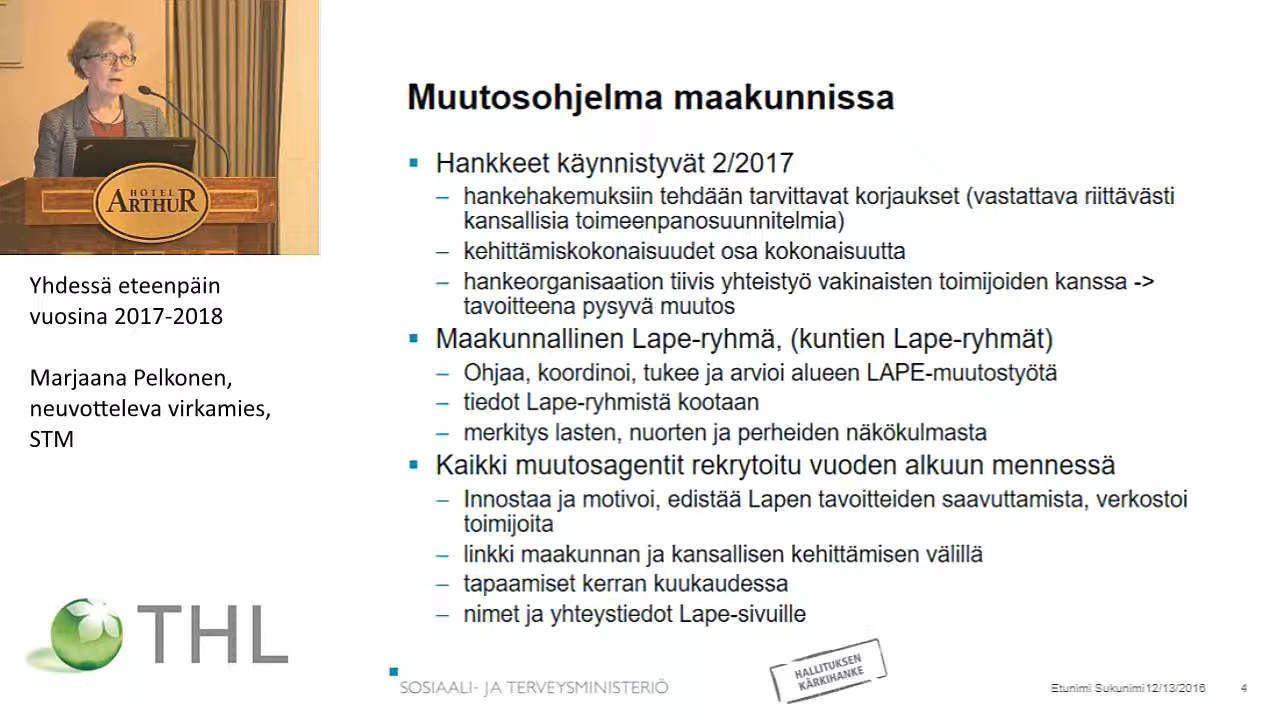 HOTEL
ARTHUR
Yhdessä eteenpäin
vuosina 2017-2018
Marjaana Pelkonen,
neuvotteleva virkamies,
STM
THL
Muutosohjelma maakunnissa
Hankkeet käynnistyvät 2/2017
– hankehakemuksiin tehdään tarvittavat korjaukset (vastattava riittävästi
kansallisia toimeenpanosuunnitelmia)
– kehittämiskokonaisuudet osa kokonaisuutta
– hankeorganisaation tiivis yhteistyö vakinaisten toimijoiden kanssa ->
tavoitteena pysyvä muutos
Maakunnallinen Lape-ryhmä, (kuntien Lape-ryhmät)
– Ohjaa, koordinoi, tukee ja arvioi alueen LAPE-muutostyötä
– tiedot Lape-ryhmistä kootaan
– merkitys lasten, nuorten ja perheiden näkökulmasta
Kaikki muutosagentit rekrytoitu vuoden alkuun mennessä
– Innostaa ja motivoi, edistää Lapen tavoitteiden saavuttamista, verkostoi
toimijoita
– linkki maakunnan ja kansallisen kehittämisen välillä
– tapaamiset kerran kuukaudessa
– nimet ja yhteystiedot Lape-sivuille
SOSIAALI- JA TERVEYSMINISTERIÖ
HALLITUKSEN
KÄRKIHANKE
Etunimi Sukunimi12/13/2016 4